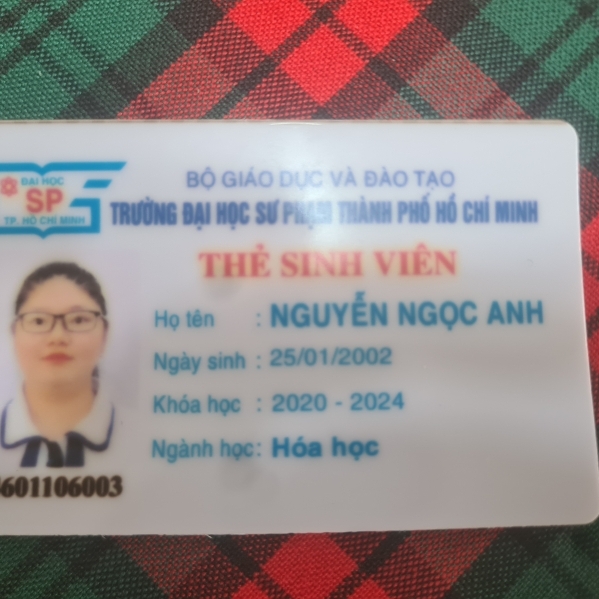 ĐẠI HỌC
SP
TP. HỒ CHÍ MINH
BỘ GIÁO DỤC VÀ ĐÀO TẠO
TRƯỜNG ĐẠI HỌC SƯ PHẠM THÀNH PHỐ HỒ CHÍ MINH
THẺ SINH VIÊN
Họ tên : NGUYỄN NGỌC ANH
Ngày sinh : 25/01/2002
Khóa học : 2020 - 2024
Ngành học: Hóa học
601106003